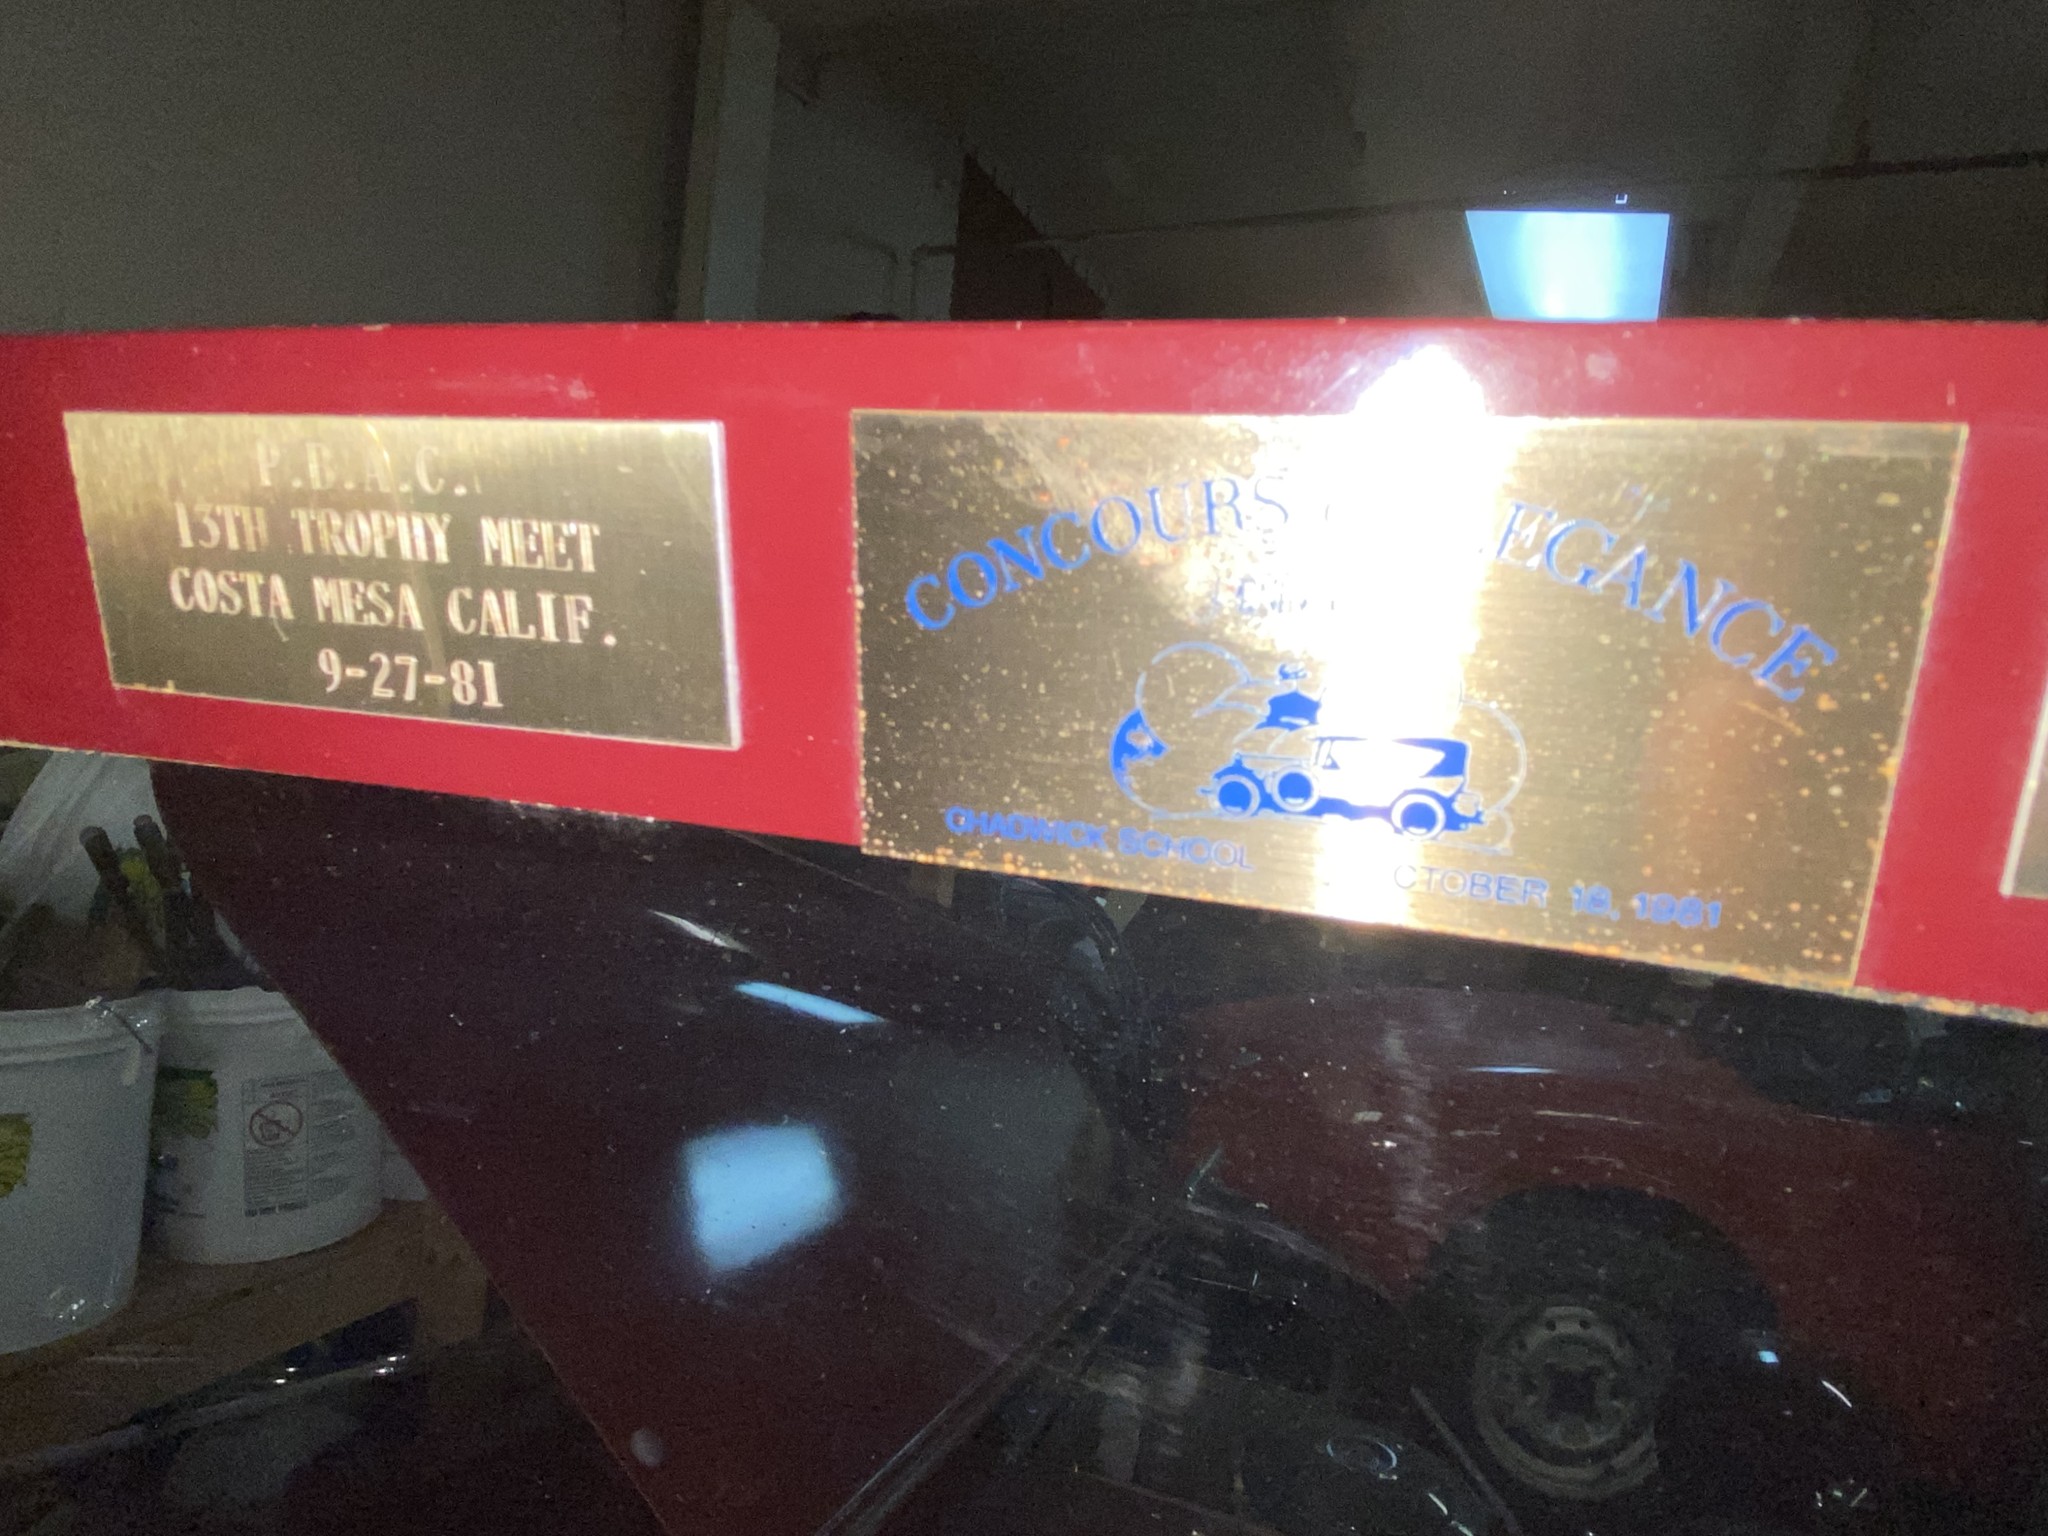 P.B.A.C.
13TH TROPHY MEET
COSTA MESA CALIF.
9-27-81
CONCOURS EGANCE
CHADWICK SCHOOL CTOBER 18, 1981